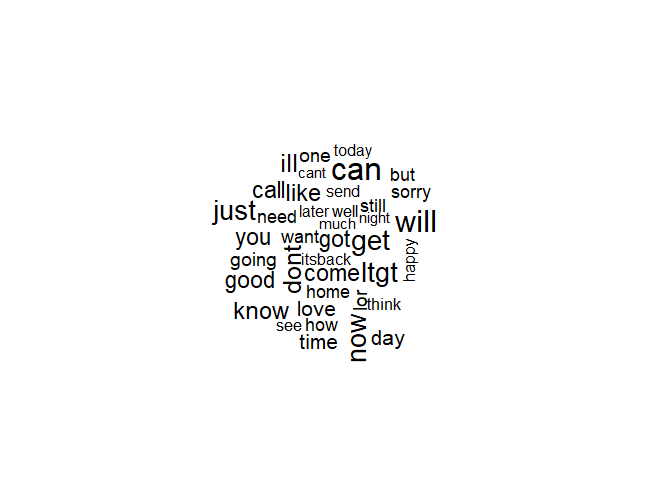 today
ill one
cant can but
call like send sorry
just need later well still
much night will
you want got get
going dont its back happy
good come ltgt
home lor think
know love
see how
time now day